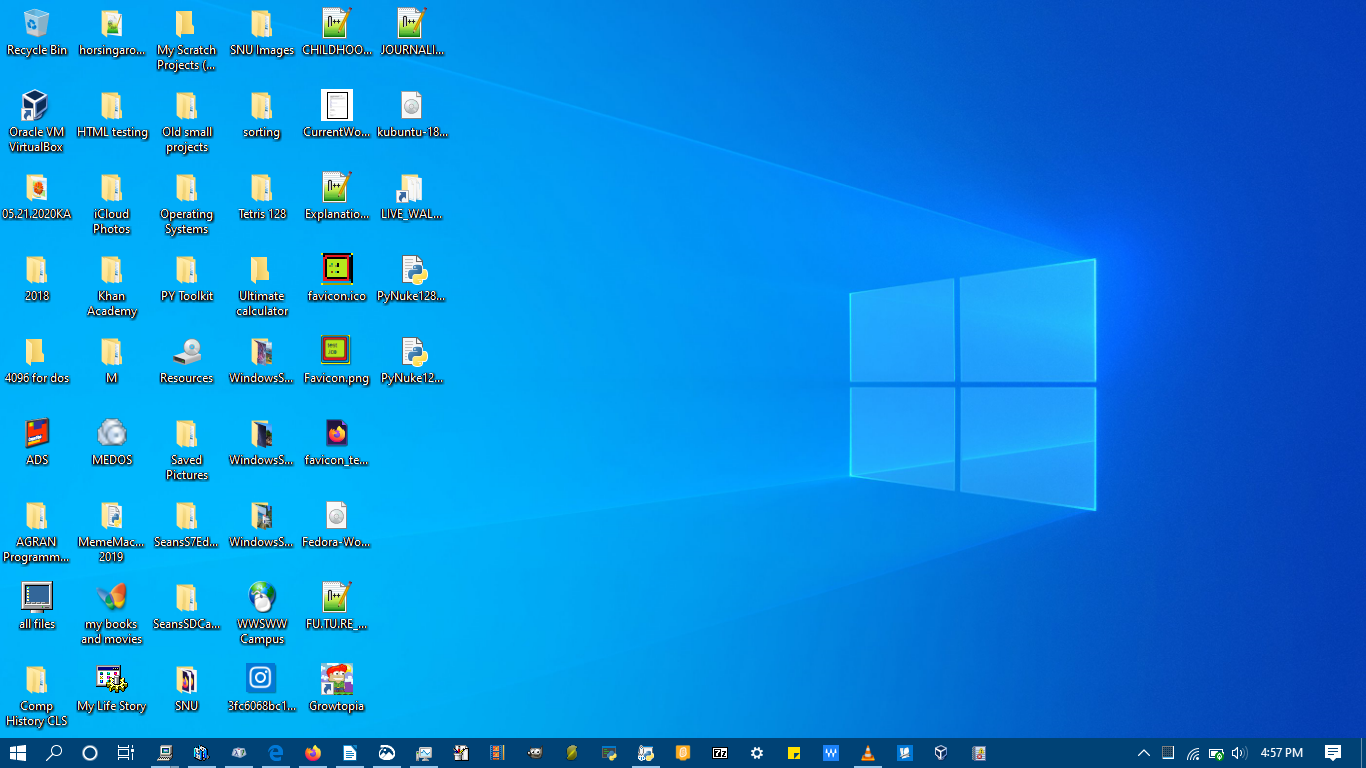 Recycle Bin
horsingaro...
My Scratch
Projects (...
SNU Images
CHILDHOO...
JOURNALI...
Oracle VM
VirtualBox
HTML testing
Old small
projects
sorting
CurrentWo...
kubuntu-18...
05.21.2020KA
iCloud
Photos
Operating
Systems
Tetris 128
Explanatio...
LIVE_WAL...
2018
Khan
Academy
PY Toolkit
Ultimate
calculator
favicon.ico
PyNuke128...
4096 for dos
M
Resources
WindowsS...
Favicon.png
PyNuke12...
ADS
MEDOS
Saved
Pictures
WindowsS...
favicon_te...
AGRAN
Programm...
MemeMac...
2019
SeansS7Ed...
WindowsS...
Fedora-Wo...
all files
my books
and movies
SeansSDCa...
WWSWW
Campus
FU.TU.RE_...
Comp
History CLS
My Life Story
SNU
3fc6068bc1...
Growtopia
4:57 PM